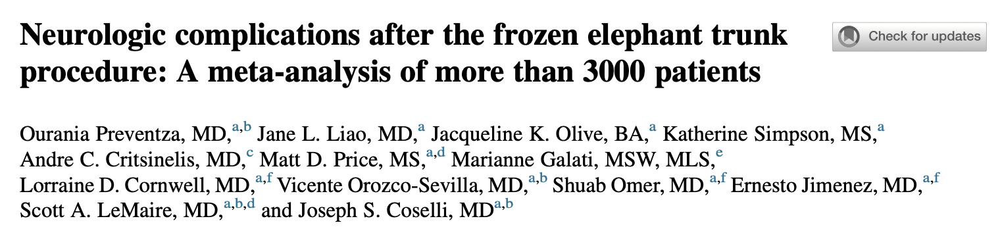 Neurologic complications after the frozen elephant trunk
procedure: A meta-analysis of more than 3000 patients
Check for updates
Ourania Preventza, MD,a,b Jane L. Liao, MD,a Jacqueline K. Olive, BA,a Katherine Simpson, MS,a
Andre C. Critsinelis, MD,c Matt D. Price, MS,a,d Marianne Galati, MSW, MLS,e
Lorraine D. Cornwell, MD,a,f Vicente Orozco-Sevilla, MD,a,b Shuab Omer, MD,a,f Ernesto Jimenez, MD,a,f
Scott A. LeMaire, MD,a,b,d and Joseph S. Coselli, MDa,b